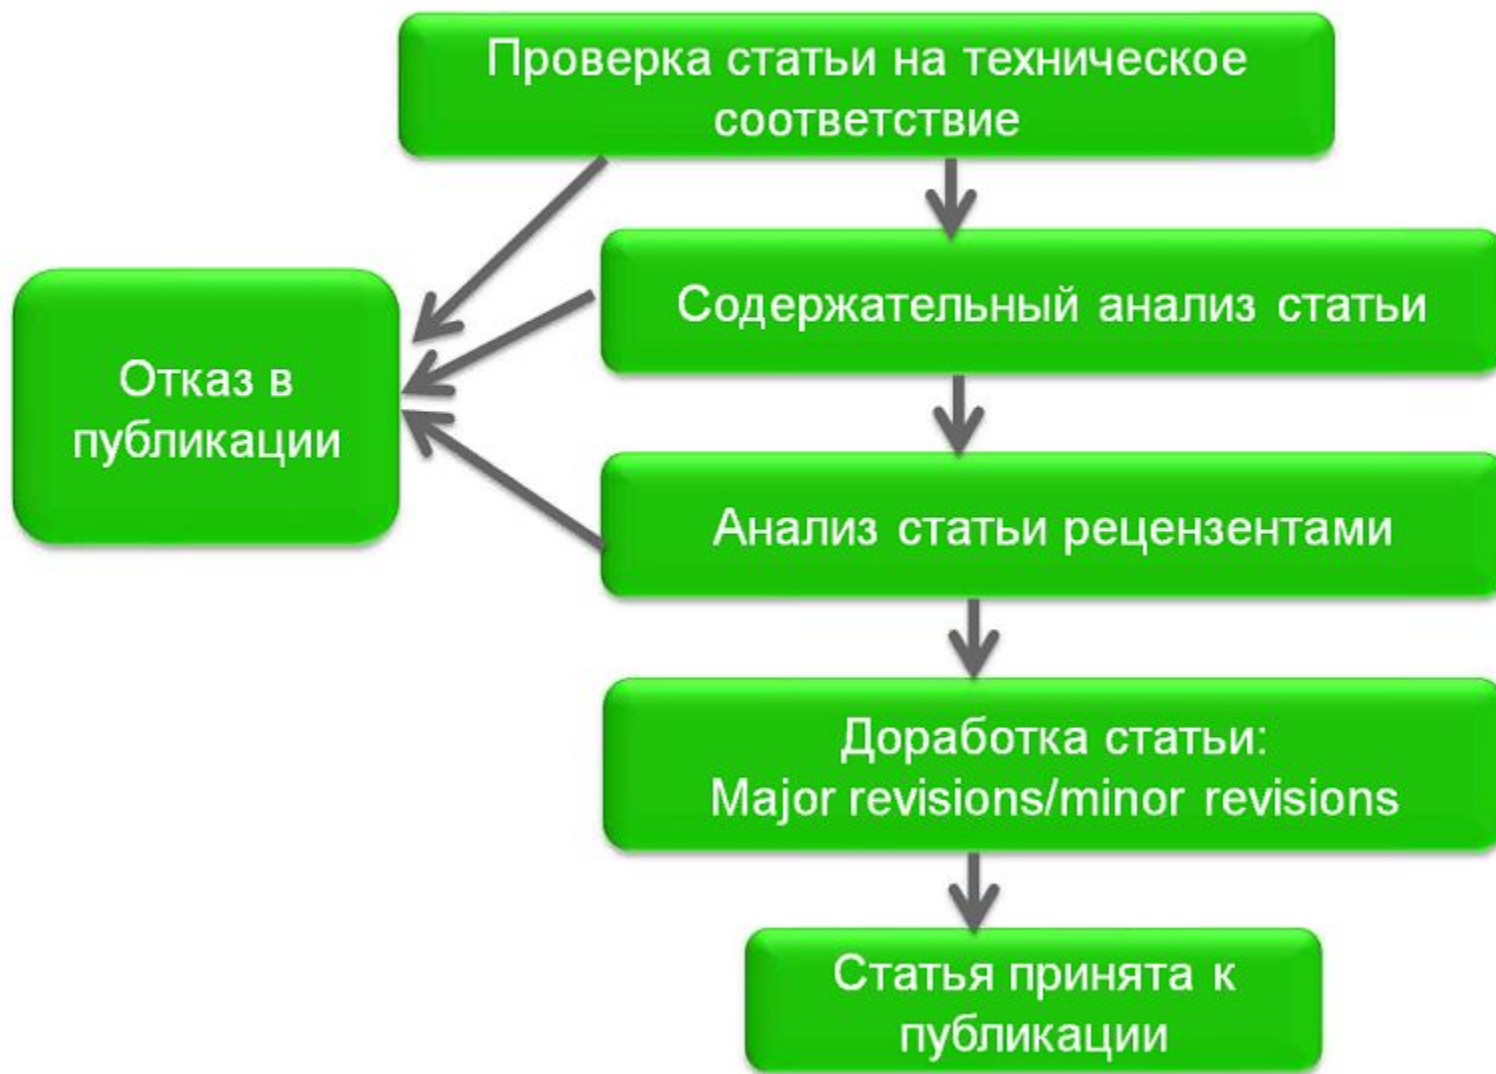 Проверка статьи на техническое
соответствие
Содержательный анализ статьи
Отказ в
публикации
Анализ статьи рецензентами
Доработка статьи:
Major revisions/minor revisions
Статья принята к
публикации